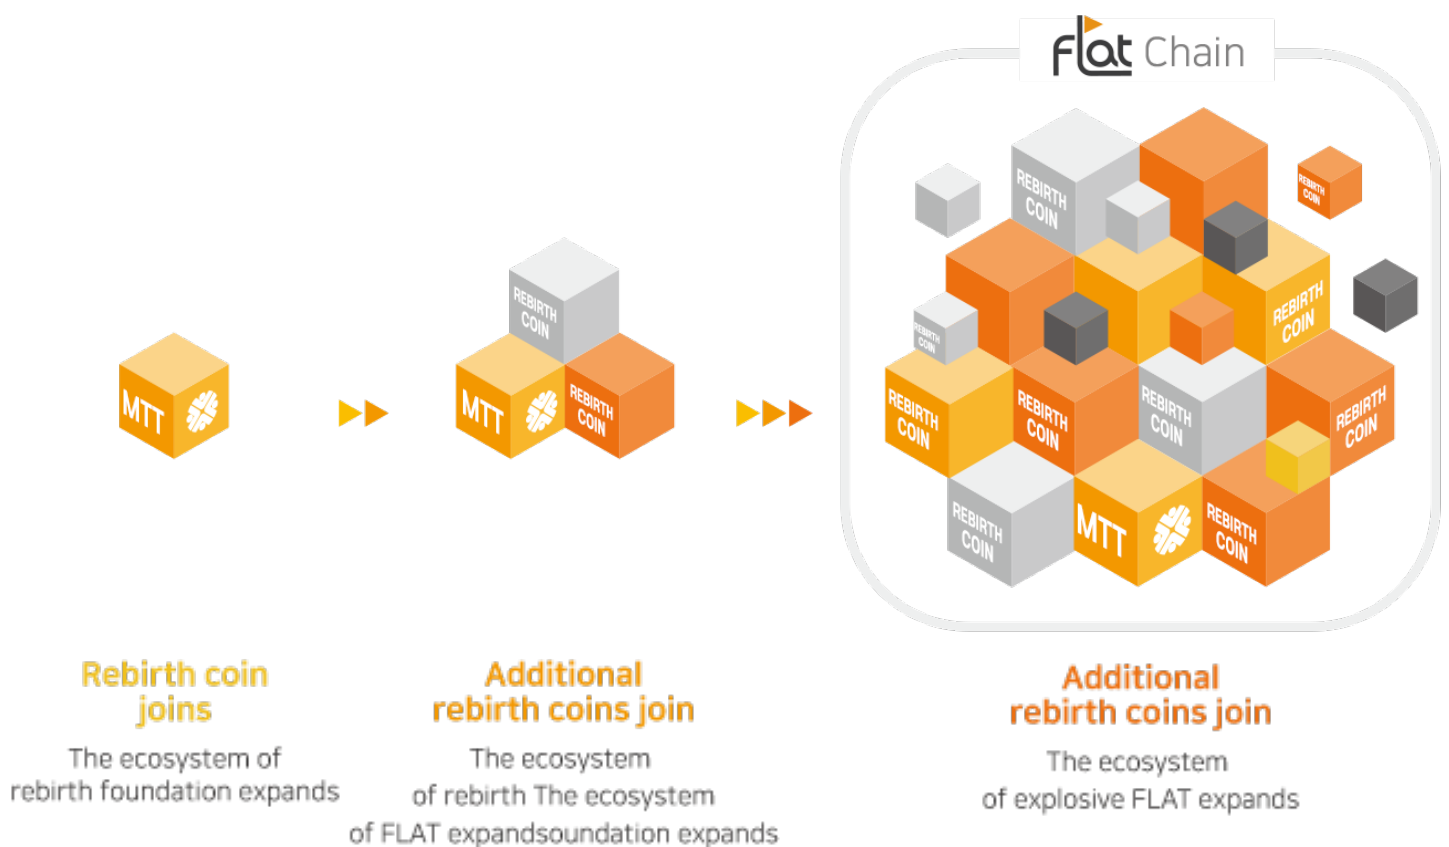 flat Chain
REBIRTH
COIN
REBIRTH
COIN
REBIRTH
COIN
REBIRTH
COIN
MTT
MTT
REBIRTH
COIN
REBIRTH
COIN
REBIRTH
COIN
REBIRTH
COIN
REBIRTH
COIN
REBIRTH
COIN
REBIRTH
COIN
REBIRTH
COIN
MTT
REBIRTH
COIN
Rebirth coin
joins
The ecosystem of
rebirth foundation expands
Additional
rebirth coins join
The ecosystem
of rebirth The ecosystem
of FLAT expandsoundation expands
Additional
rebirth coins join
The ecosystem
of explosive FLAT expands